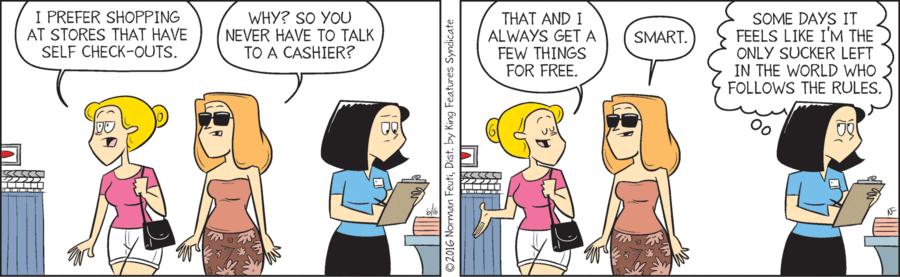 I PREFER SHOPPING
AT STORES THAT HAVE
SELF CHECK-OUTS.
WHY? SO YOU
NEVER HAVE TO TALK
TO A CASHIER?
©2016 Norman Feuti, Dist. by King Features Syndicate
THAT AND I
ALWAYS GET A
FEW THINGS
FOR FREE.
SMART.
SOME DAYS IT
FEELS LIKE I'M THE
ONLY SUCKER LEFT
IN THE WORLD WHO
FOLLOWS THE RULES.
NF